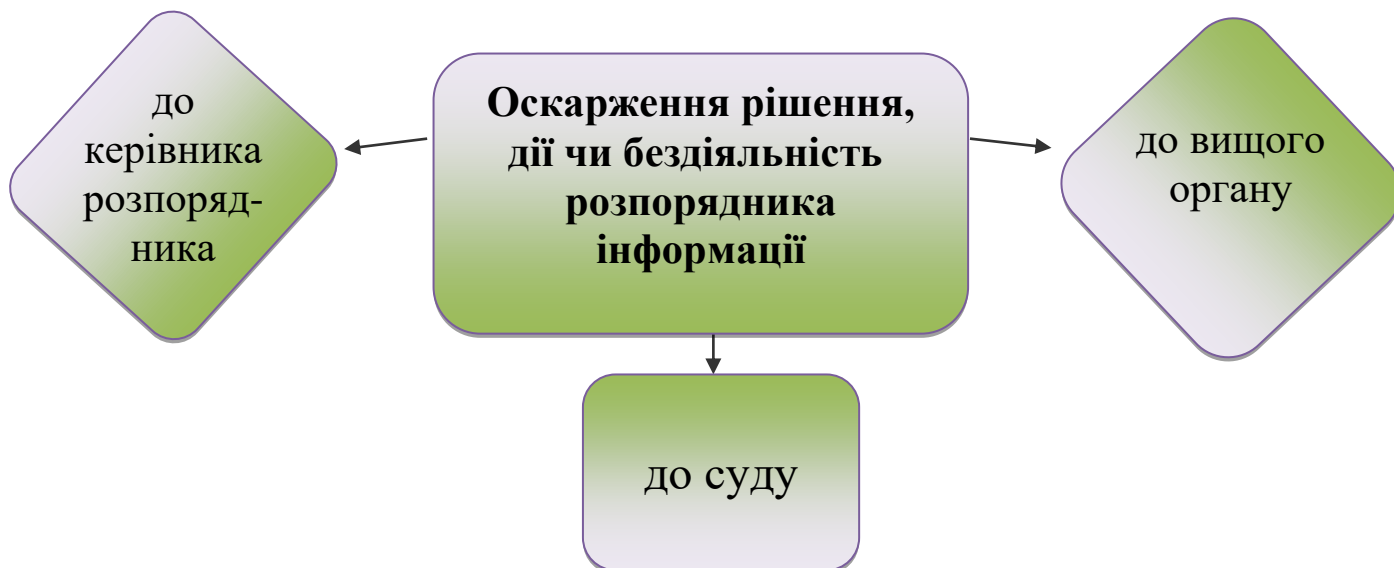 до
керівника
розпоряд-
ника
Оскарження рішення,
дії чи бездіяльність
розпорядника
інформації
до вищого
органу
до суду